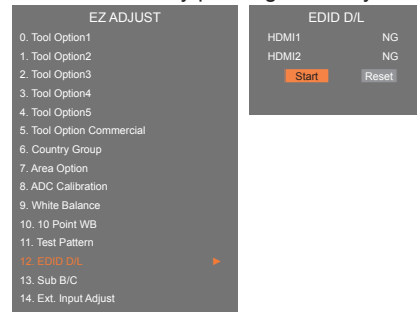 EZ ADJUST
0. Tool Option1
1. Tool Option2
2. Tool Option3
3. Tool Option4
4. Tool Option5
5. Tool Option Commercial
6. Country Group
7. Area Option
8. ADC Calibration
9. White Balance
10. 10 Point WB
11. Test Pattern
12. EDID D/L ►
13. Sub B/C
14. Ext. Input Adjust
EDID D/L
HDMI1 NG
HDMI2 NG
Start Reset